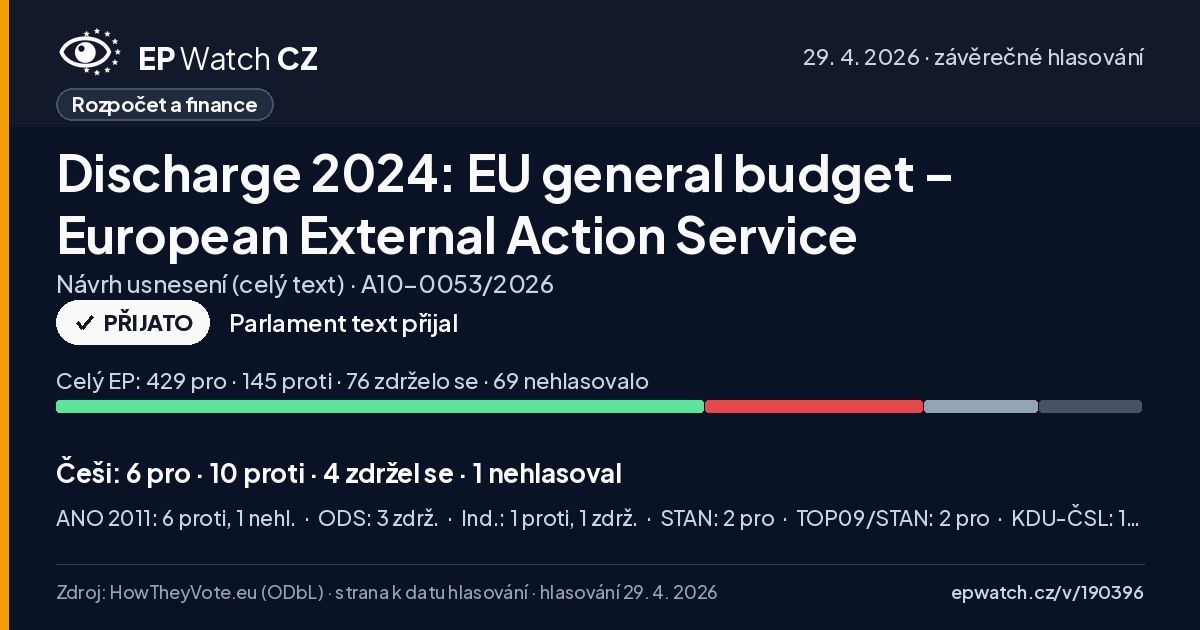 EP Watch CZ
29. 4. 2026 · závěrečné hlasování
Rozpočet a finance
Discharge 2024: EU general budget –
European External Action Service
Návrh usnesení (celý text) · A10-0053/2026
✓ PŘIJATO
Parlament text přijal
Celý EP: 429 pro · 145 proti · 76 zdrželo se · 69 nehlasovalo
Češi: 6 pro · 10 proti · 4 zdržel se · 1 nehlasoval
ANO 2011: 6 proti, 1 nehl. · ODS: 3 zdrž. · Ind.: 1 proti, 1 zdrž. · STAN: 2 pro · TOP09/STAN: 2 pro · KDU-ČSL: 1…
Zdroj: HowTheyVote.eu (ODbL) · strana k datu hlasování · hlasování 29. 4. 2026
epwatch.cz/v/190396